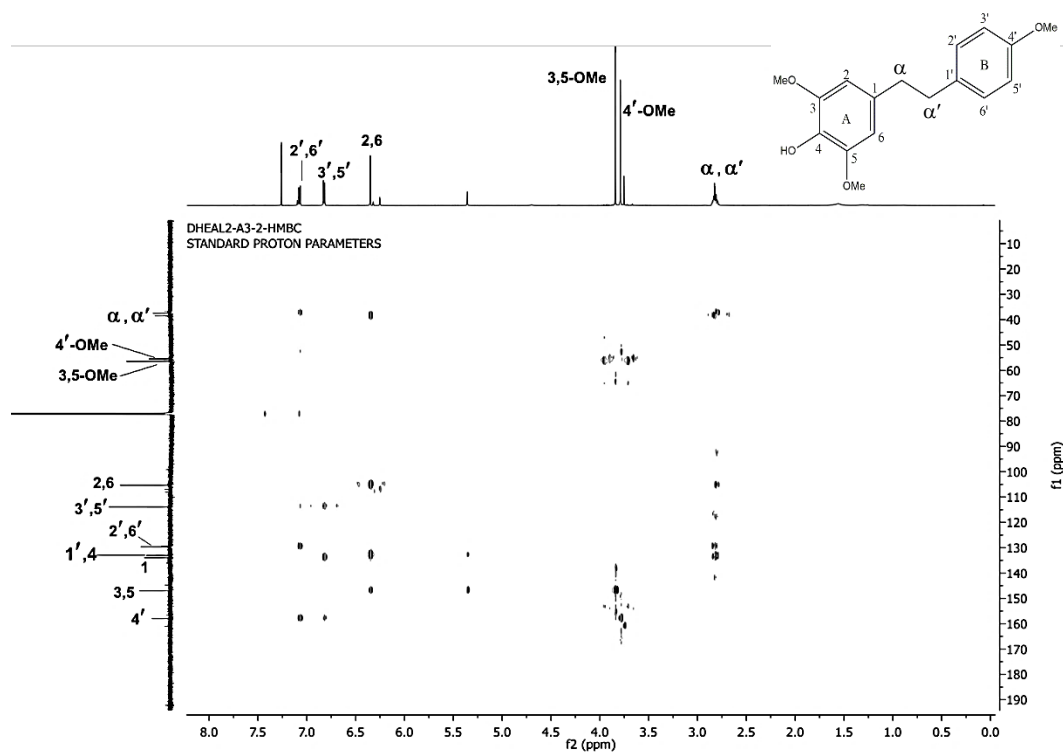 3'
OMe
2'
4'
B
1'
5'
6'
α
α'
MeO
2
3
1
A
4
5
6
HO
OMe
3,5-OMe
4'-OMe
2',6'
3',5'
2,6
α, α'
DHEAL2-A3-2-HMBC
STANDARD PROTON PARAMETERS
α, α'
4'-OMe
3,5-OMe
2,6
3',5'
2',6'
1',4
1
3,5
4'
10
20
30
40
50
60
70
80
90
100
110
120
130
140
150
160
170
180
190
f1 (ppm)
8.0 7.5 7.0 6.5 6.0 5.5 5.0 4.5 4.0 3.5 3.0 2.5 2.0 1.5 1.0 0.5 0.0
f2 (ppm)